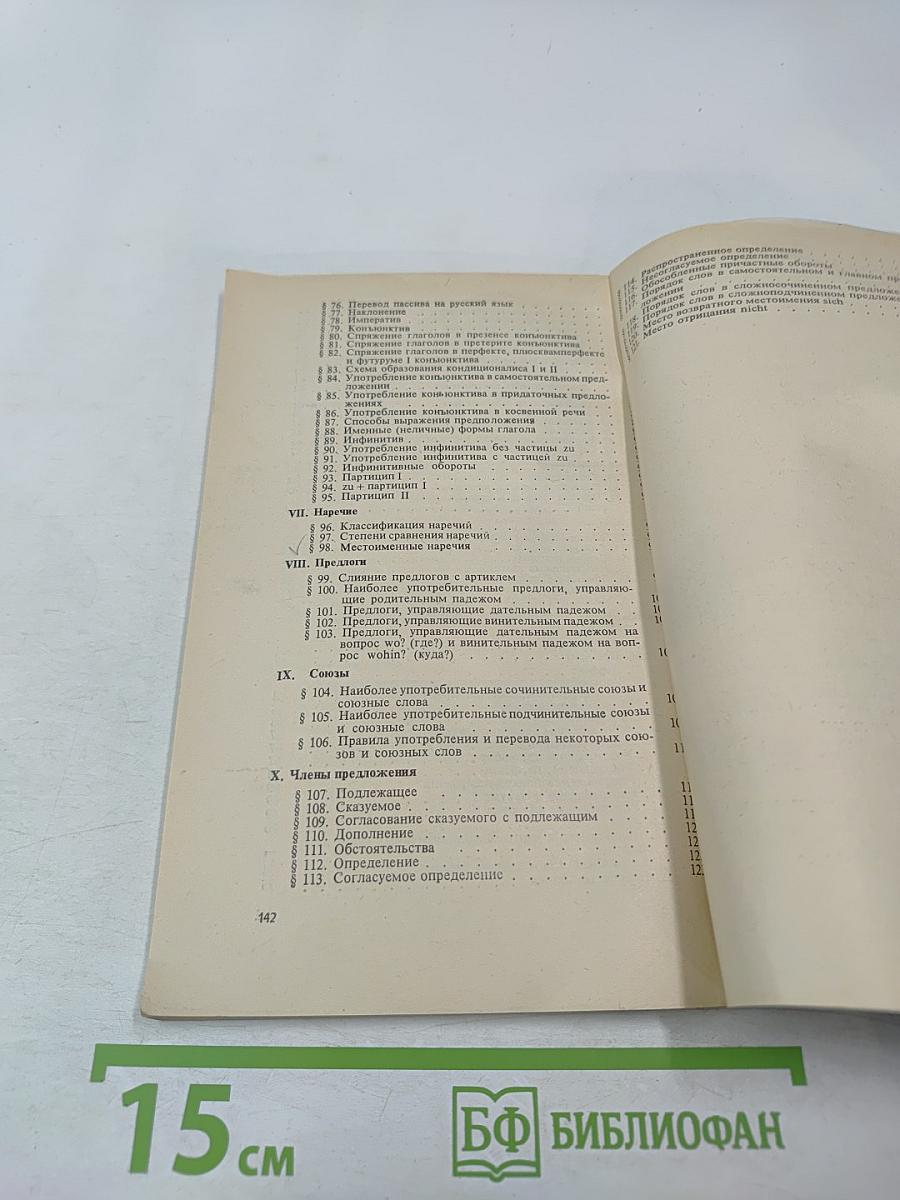 § 76. Перевод пассива на русский язык
§ 77. Наклонение
§ 78. Императив
§ 79. Конъюнктив
§ 80. Спряжение глаголов в презенсе конъюнктива
§ 81. Спряжение глаголов в претерите конъюнктива
§ 82. Спряжение глаголов в перфекте, плюсквамперфекте
и футуруме I конъюнктива
§ 83. Схема образования кондиционалиса I и II
§ 84. Употребление конъюнктива в самостоятельном пред-
ложении
§ 85. Употребление конъюнктива в придаточных предло-
жениях
§ 86. Употребление конъюнктива в косвенной речи
§ 87. Способы выражения предположения
§ 88. Именные (неличные) формы глагола
§ 89. Инфинитив
§ 90. Употребление инфинитива без частицы zu
§ 91. Употребление инфинитива с частицей zu
§ 92. Инфинитивные обороты
§ 93. Партицип I
§ 94. zu + партицип I
§ 95. Партицип II
VII. Наречие
§ 96. Классификация наречий
§ 97. Степени сравнения наречий
§ 98. Местоименные наречия
VIII. Предлоги
§ 99. Слияние предлогов с артиклем
§ 100. Наиболее употребительные предлоги, управляю-
щие родительным падежом
§ 101. Предлоги, управляющие дательным падежом
§ 102. Предлоги, управляющие винительным падежом
§ 103. Предлоги, управляющие дательным падежом на
вопрос wo? (где?) и винительным падежом на воп-
рос wohin? (куда?)
IX. Союзы
§ 104. Наиболее употребительные сочинительные союзы и
союзные слова
§ 105. Наиболее употребительные подчинительные союзы
и союзные слова
§ 106. Правила употребления и перевода некоторых сою-
зов и союзных слов
X. Члены предложения
§ 107. Подлежащее
§ 108. Сказуемое
§ 109. Согласование сказуемого с подлежащим
§ 110. Дополнение
§ 111. Обстоятельства
§ 112. Определение
§ 113. Согласуемое определение
142
114. Распространенное определение
115. Несогласуемое определение
116. Обособленные причастные обороты
117. Порядок слов в самостоятельном и главном пр
ложении
118. Порядок слов в сложносочиненном предложе
119. Порядок слов в сложноподчиненном предлож
Место возвратного местоимения sich
Место отрицания nicht
15 см
БФ БИБЛИОФАН